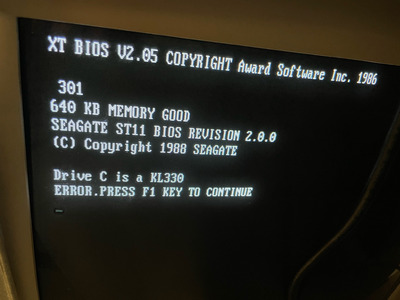 XT BIOS V2.05 COPYRIGHT Award Software Inc. 1986
301
640 KB MEMORY GOOD
SEAGATE ST11 BIOS REVISION 2.0.0
(C) Copyright 1988 SEAGATE
Drive C is a KL330
ERROR.PRESS F1 KEY TO CONTINUE
_